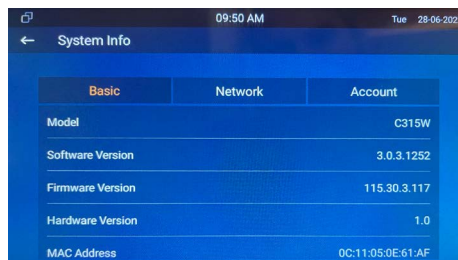 09:50 AM Tue 28-06-202
System Info
Basic Network Account
Model C315W
Software Version 3.0.3.1252
Firmware Version 115.30.3.117
Hardware Version 1.0
MAC Address 0C:11:05:0E:61:AF